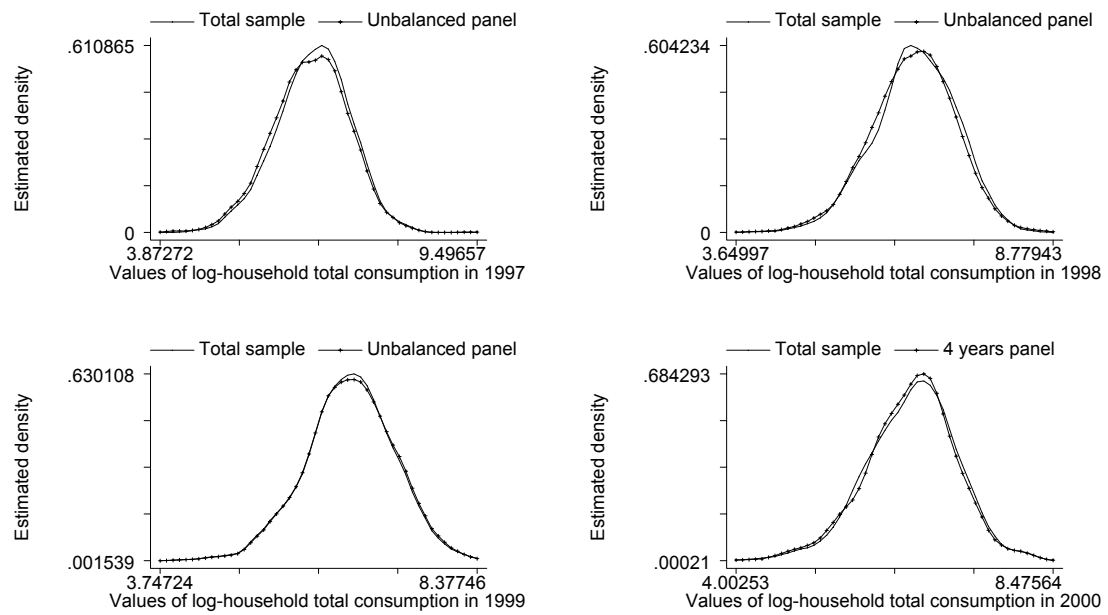 Total sample Unbalanced panel
Estimated density
.610865
0
3.87272 9.49657
Values of log-household total consumption in 1997
Total sample Unbalanced panel
Estimated density
.604234
0
3.64997 8.77943
Values of log-household total consumption in 1998
Total sample Unbalanced panel
Estimated density
.630108
.001539
3.74724 8.37746
Values of log-household total consumption in 1999
Total sample 4 years panel
Estimated density
.684293
.00021
4.00253 8.47564
Values of log-household total consumption in 2000